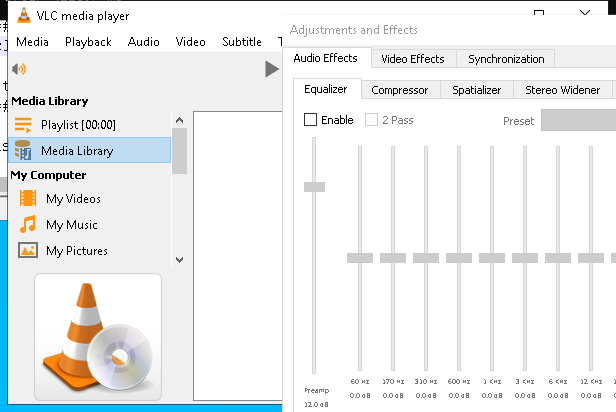 VLC media player
Media Playback Audio Video Subtitle T
Media Library
Playlist [00:00]
Media Library
My Computer
My Videos
My Music
My Pictures
Adjustments and Effects
Audio Effects Video Effects Synchronization
Equalizer Compressor Spatializer Stereo Widener
Enable 2 Pass Preset
60 Hz 170 Hz 310 Hz 600 Hz 1 KHz 3 KHz 6 KHz 12 KHz
Preamp 0.0 dB 0.0 dB 0.0 dB 0.0 dB 0.0 dB 0.0 dB 0.0 dB 0.0 dB
12.0 dB